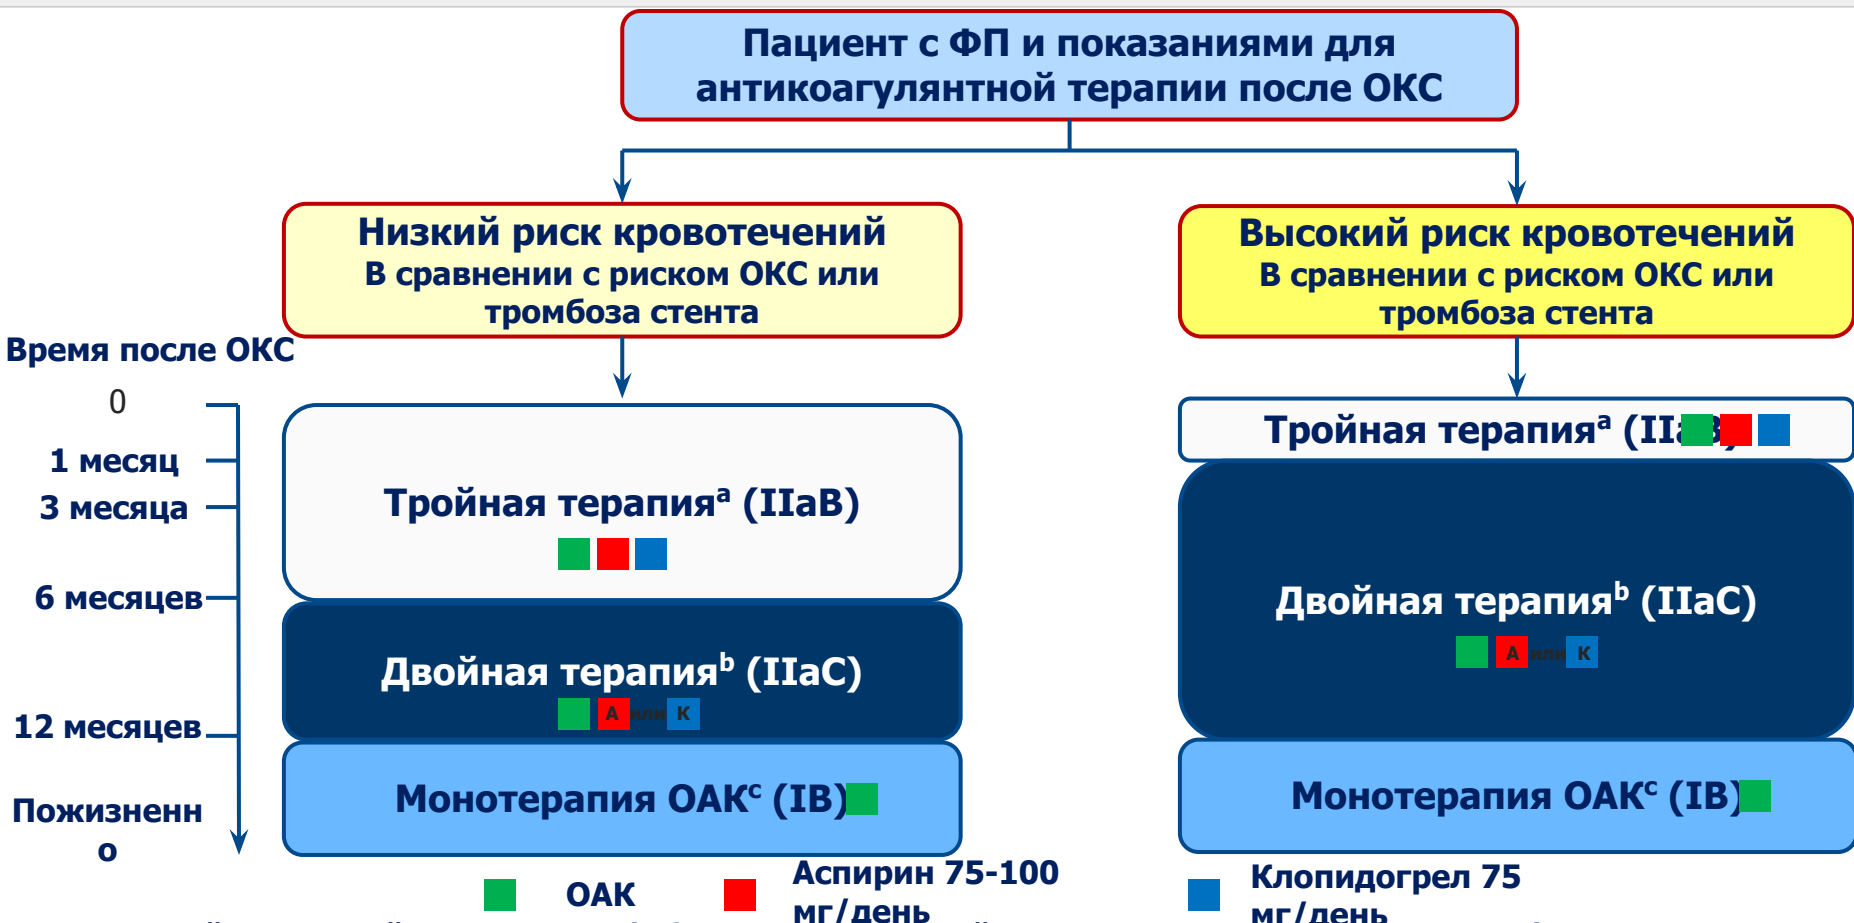 Пациент с ФП и показаниями для
антикоагулянтной терапии после ОКС
Низкий риск кровотечений
В сравнении с риском ОКС или
тромбоза стента
Высокий риск кровотечений
В сравнении с риском ОКС или
тромбоза стента
Время после ОКС
0
1 месяц
3 месяца
6 месяцев
12 месяцев
Пожизненн
о
Тройная терапияᵃ (IIaB)
Двойная терапияᵇ (IIaC)
А или К
Монотерапия ОАКᶜ (IB)
Тройная терапияᵃ (IIaB)
Двойная терапияᵇ (IIaC)
А или К
Монотерапия ОАКᶜ (IB)
ОАК
Аспирин 75-100
мг/день
Клопидогрел 75
мг/день